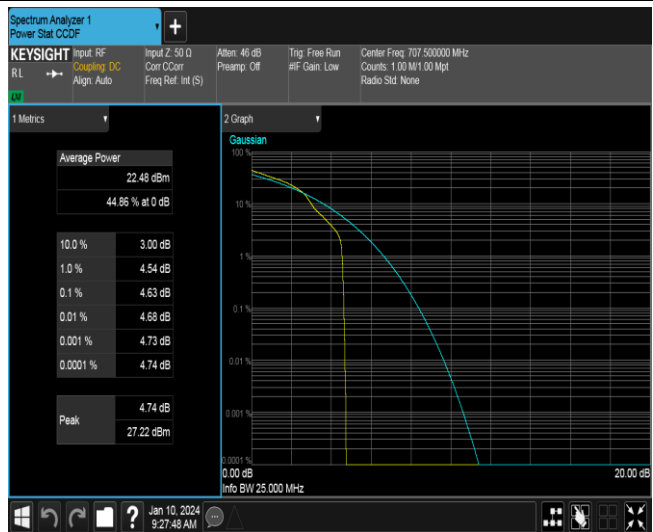 Spectrum Analyzer 1
Power Stat CCDF
+
KEYSIGHT
RL
Input: RF
Coupling: DC
Align: Auto
Input Z: 50 Ω
Corr CCorr
Freq Ref: Int (S)
Atten: 46 dB
Preamp: Off
Trig: Free Run
#IF Gain: Low
Center Freq: 707.500000 MHz
Counts: 1.00 M/1.00 Mpt
Radio Std: None
1 Metrics
Average Power
22.48 dBm
44.86 % at 0 dB
10.0 % 3.00 dB
1.0 % 4.54 dB
0.1 % 4.63 dB
0.01 % 4.68 dB
0.001 % 4.73 dB
0.0001 % 4.74 dB
Peak
4.74 dB
27.22 dBm
2 Graph
Gaussian
100 %
10 %
1 %
0.1 %
0.01 %
0.001 %
0.0001 %
0.00 dB
20.00 dB
Info BW 25.000 MHz
?
Jan 10, 2024
9:27:48 AM